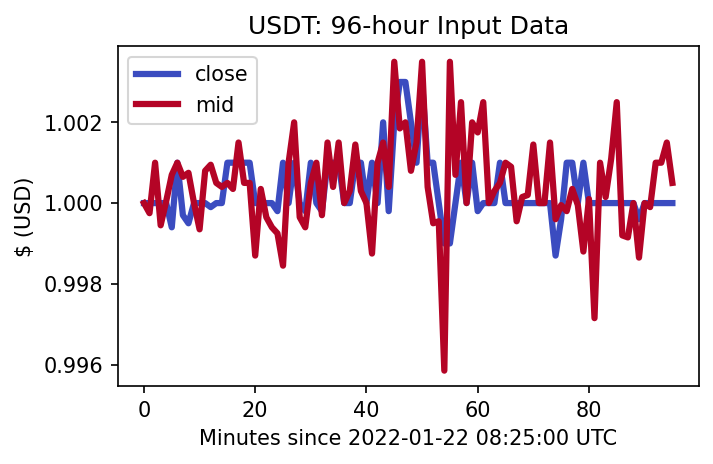 USDT: 96-hour Input Data
close
mid
$ (USD)
1.002
1.000
0.998
0.996
0 20 40 60 80
Minutes since 2022-01-22 08:25:00 UTC